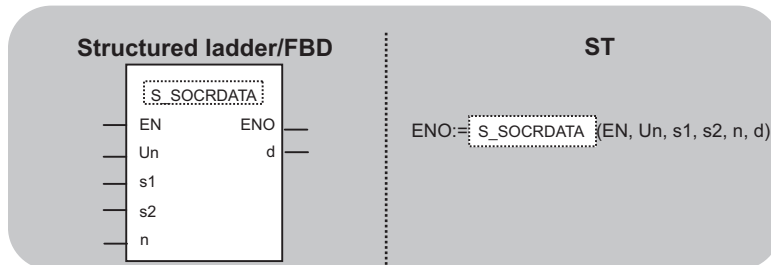 Structured ladder/FBD
S_SOCRDATA
EN ENO
Un d
s1
s2
n
ST
ENO:= S_SOCRDATA (EN, Un, s1, s2, n, d)